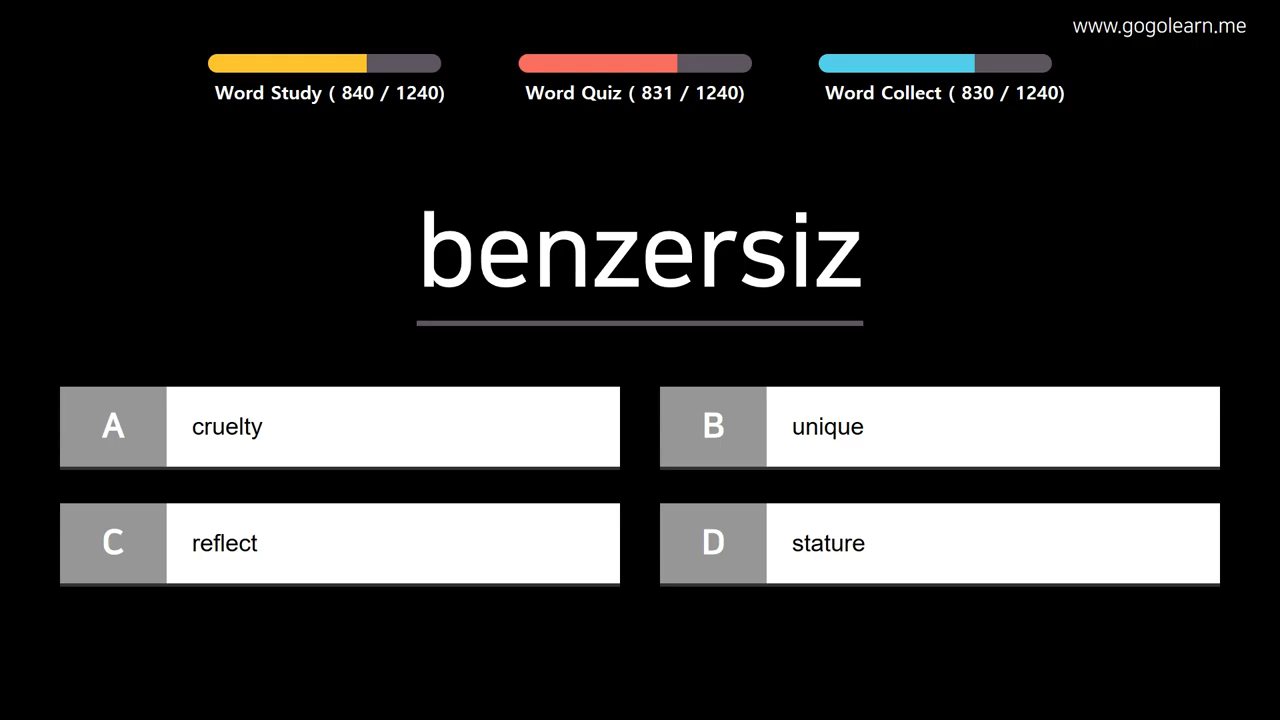 www.gogolearn.me
Word Study ( 840 / 1240)
Word Quiz ( 831 / 1240)
Word Collect ( 830 / 1240)
benzersiz
A cruelty
B unique
C reflect
D stature